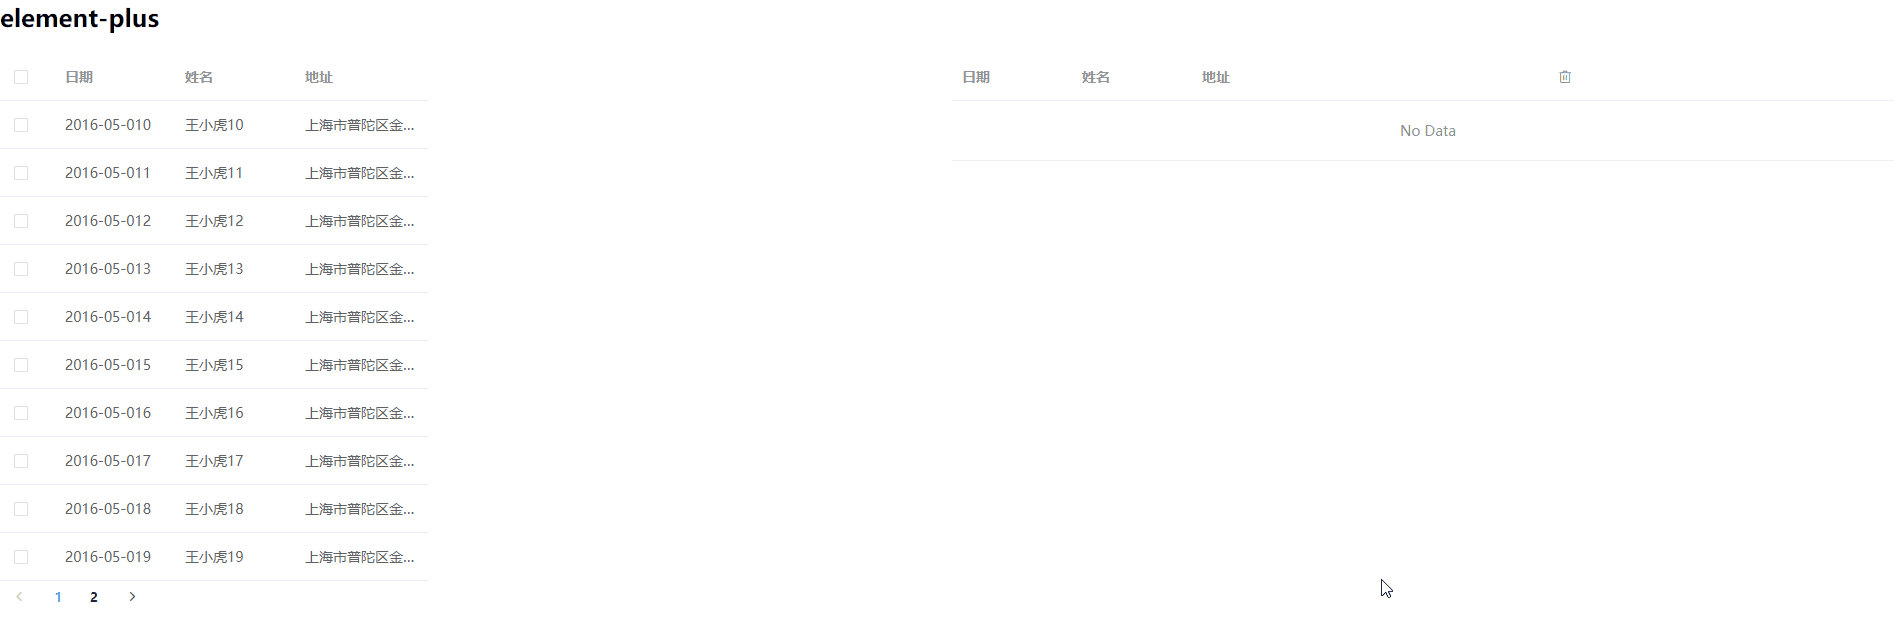 element-plus
日期 姓名 地址
2016-05-010 王小虎10 上海市普陀区金...
2016-05-011 王小虎11 上海市普陀区金...
2016-05-012 王小虎12 上海市普陀区金...
2016-05-013 王小虎13 上海市普陀区金...
2016-05-014 王小虎14 上海市普陀区金...
2016-05-015 王小虎15 上海市普陀区金...
2016-05-016 王小虎16 上海市普陀区金...
2016-05-017 王小虎17 上海市普陀区金...
2016-05-018 王小虎18 上海市普陀区金...
2016-05-019 王小虎19 上海市普陀区金...
1 2
日期 姓名 地址
No Data